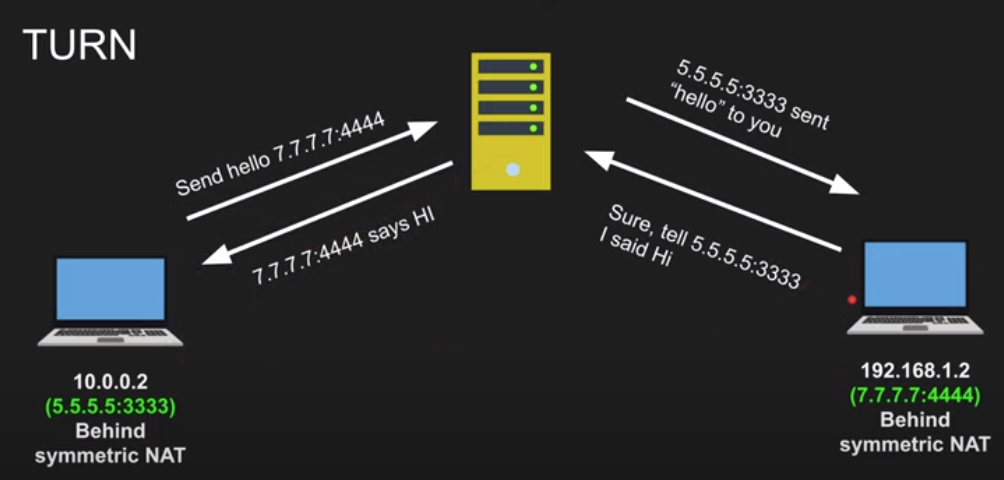 TURN
Send hello 7.7.7.7:4444
7.7.7.7:4444 says HI
5.5.5.5:3333 sent
“hello” to you
Sure, tell 5.5.5.5:3333
I said Hi
10.0.0.2
(5.5.5.5:3333)
Behind
symmetric NAT
192.168.1.2
(7.7.7.7:4444)
Behind
symmetric NAT